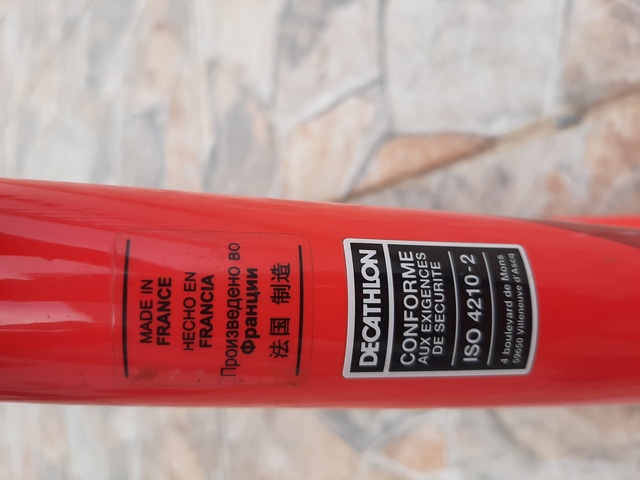 MADE IN
FRANCE
HECHO EN
FRANCIA
Произведено во
Франции
法国 制造
DECATHLON
CONFORME
AUX EXIGENCES
DE SECURITE
ISO 4210-2
4 boulevard de Mons
59650 Villeneuve d'Ascq